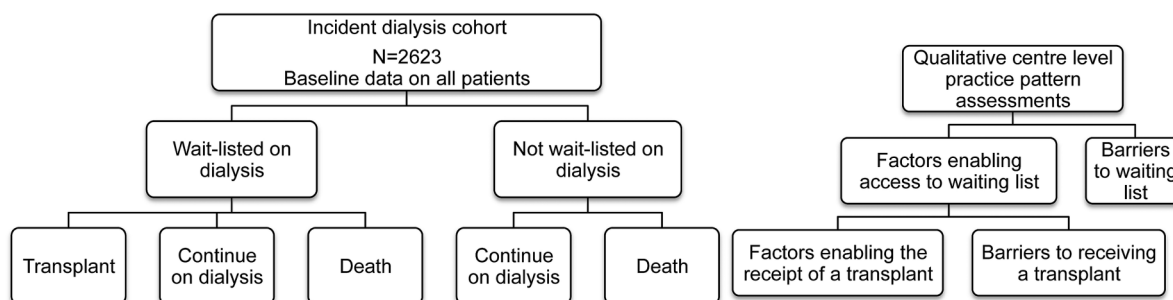 Incident dialysis cohort
N=2623
Baseline data on all patients
Wait-listed on
dialysis
Not wait-listed on
dialysis
Transplant
Continue
on dialysis
Death
Continue
on dialysis
Death
Qualitative centre level
practice pattern
assessments
Factors enabling
access to waiting list
Barriers
to waiting
list
Factors enabling the
receipt of a transplant
Barriers to receiving
a transplant